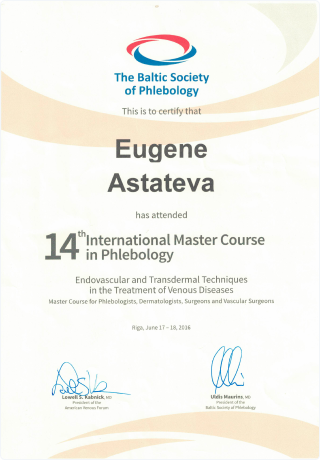 The Baltic Society
of Phlebology
This is to certify that
Eugene
Astateva
has attended
14th International Master Course
in Phlebology
Endovascular and Transdermal Techniques
in the Treatment of Venous Diseases
Master Course for Phlebologists, Dermatologists, Surgeons and Vascular Surgeons
Riga, June 17 – 18, 2016
Lowell S. Kabnick, MD
President of the
American Venous Forum
Uldis Maurins, MD
President of the
Baltic Society of Phlebology